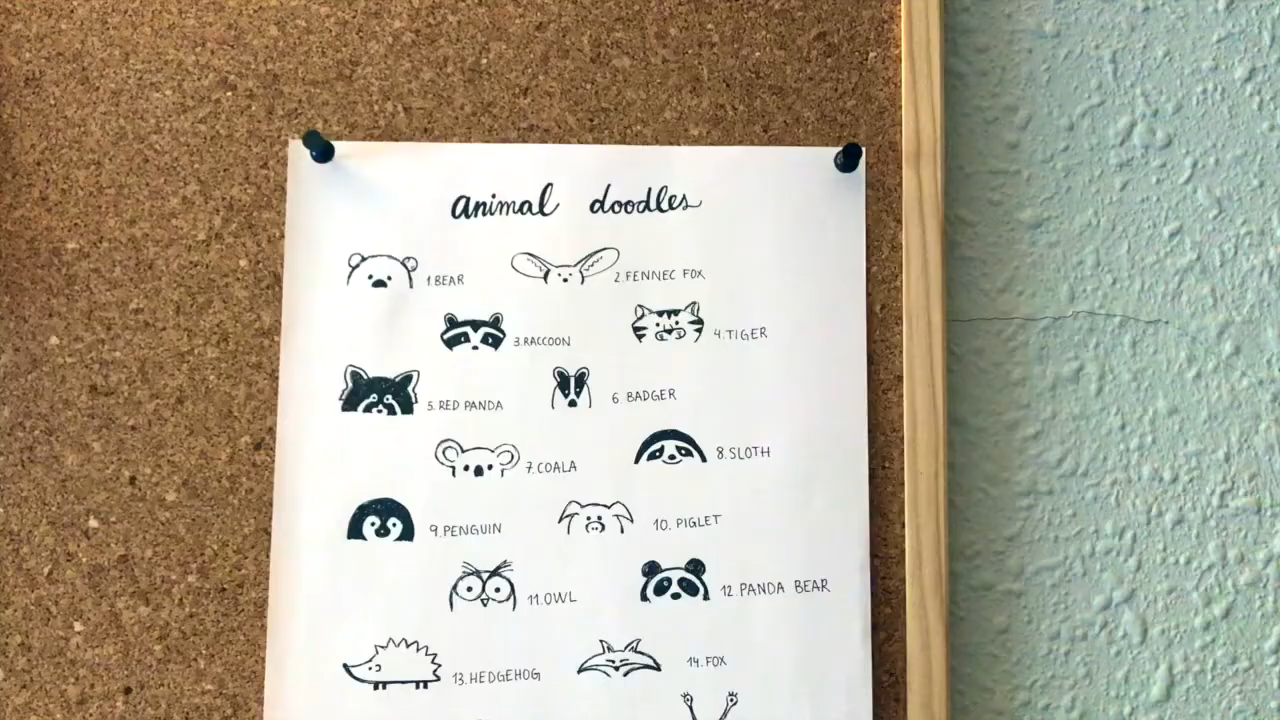 animal doodles
1. BEAR
2. FENNEC FOX
3. RACCOON
4. TIGER
5. RED PANDA
6. BADGER
7. COALA
8. SLOTH
9. PENGUIN
10. PIGLET
11. OWL
12. PANDA BEAR
13. HEDGEHOG
14. FOX